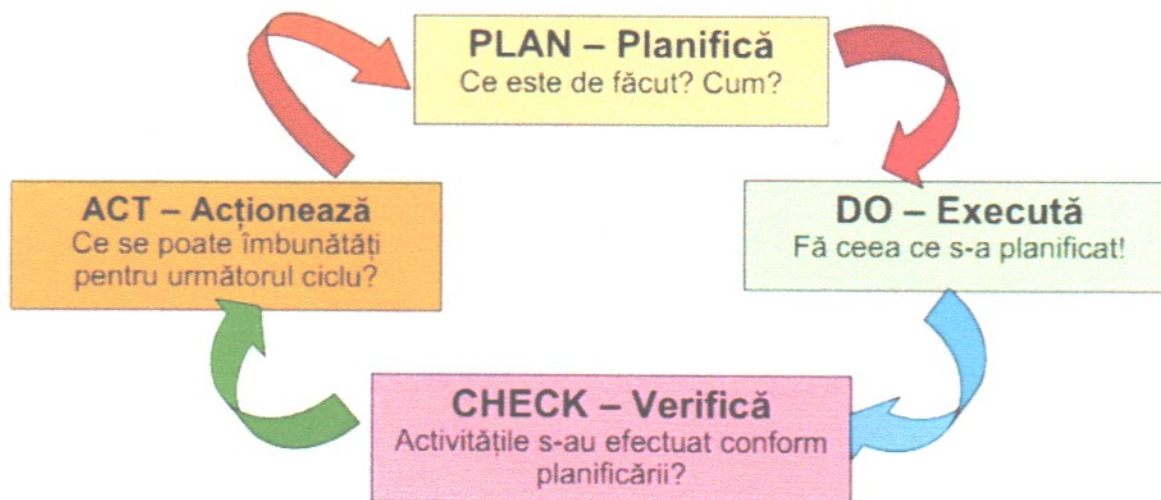 PLAN – Planifică
Ce este de făcut? Cum?
DO – Execută
Fă ceea ce s-a planificat!
CHECK – Verifică
Activitățile s-au efectuat conform
planificării?
ACT – Acționează
Ce se poate îmbunătăți
pentru următorul ciclu?